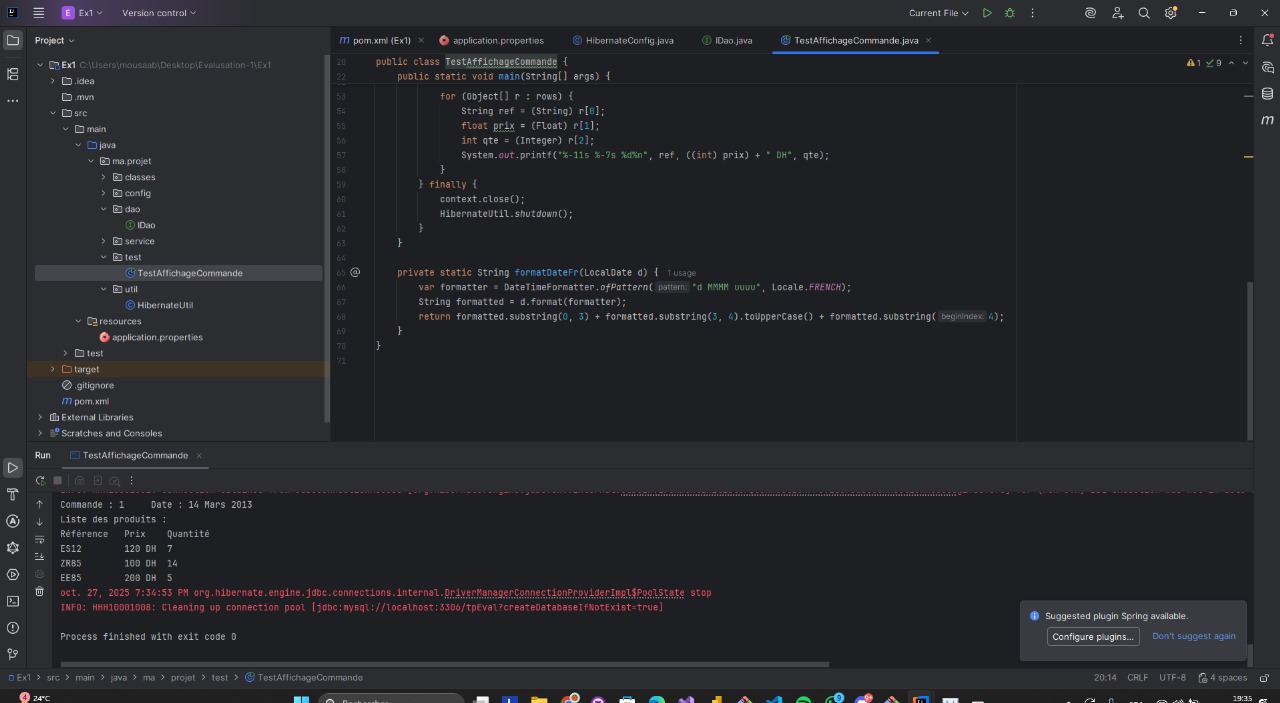 E Ex1
Version control
Current File
Project
pom.xml (Ex1)
application.properties
HibernateConfig.java
IDao.java
TestAffichageCommande.java
Ex1 C:\Users\mousaab\Desktop\Evalusation-1\Ex1
.idea
.mvn
src
main
java
ma.projet
classes
config
dao
IDao
service
test
TestAffichageCommande
util
HibernateUtil
resources
application.properties
test
target
.gitignore
pom.xml
External Libraries
Scratches and Consoles
1 9
20 public class TestAffichageCommande {
22 public static void main(String[] args) {
53 for (Object[] r : rows) {
54 String ref = (String) r[0];
55 float prix = (Float) r[1];
56 int qte = (Integer) r[2];
57 System.out.printf("%-11s %-7s %d%n", ref, ((int) prix) + " DH", qte);
58 }
59 } finally {
60 context.close();
61 HibernateUtil.shutdown();
62 }
63 }
64
65 @ private static String formatDateFr(LocalDate d) { 1 usage
66 var formatter = DateTimeFormatter.ofPattern( pattern: "d MMMM uuuu", Locale.FRENCH);
67 String formatted = d.format(formatter);
68 return formatted.substring(0, 3) + formatted.substring(3, 4).toUpperCase() + formatted.substring( beginIndex: 4);
69 }
70 }
71
Run
TestAffichageCommande
Commande : 1 Date : 14 Mars 2013
Liste des produits :
Référence Prix Quantité
ES12 120 DH 7
ZR85 100 DH 14
EE85 200 DH 5
oct. 27, 2025 7:34:53 PM org.hibernate.engine.jdbc.connections.internal.DriverManagerConnectionProviderImpl$PoolState stop
INFO: HHH10001008: Cleaning up connection pool [jdbc:mysql://localhost:3306/tpEval?createDatabaseIfNotExist=true]
Process finished with exit code 0
Suggested plugin Spring available.
Configure plugins...
Don't suggest again
Ex1 > src > main > java > ma > projet > test > TestAffichageCommande
20:14 CRLF UTF-8 4 spaces
4 24°C
19:35